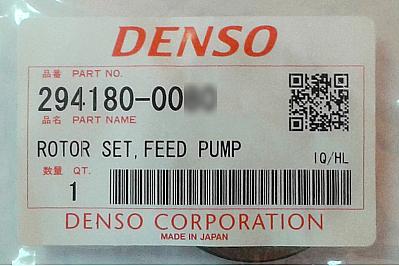 DENSO
品番 PART NO.
294180-00
品名 PART NAME
ROTOR SET, FEED PUMP
IQ/HL
数量 QT.
1
DENSO CORPORATION
MADE IN JAPAN